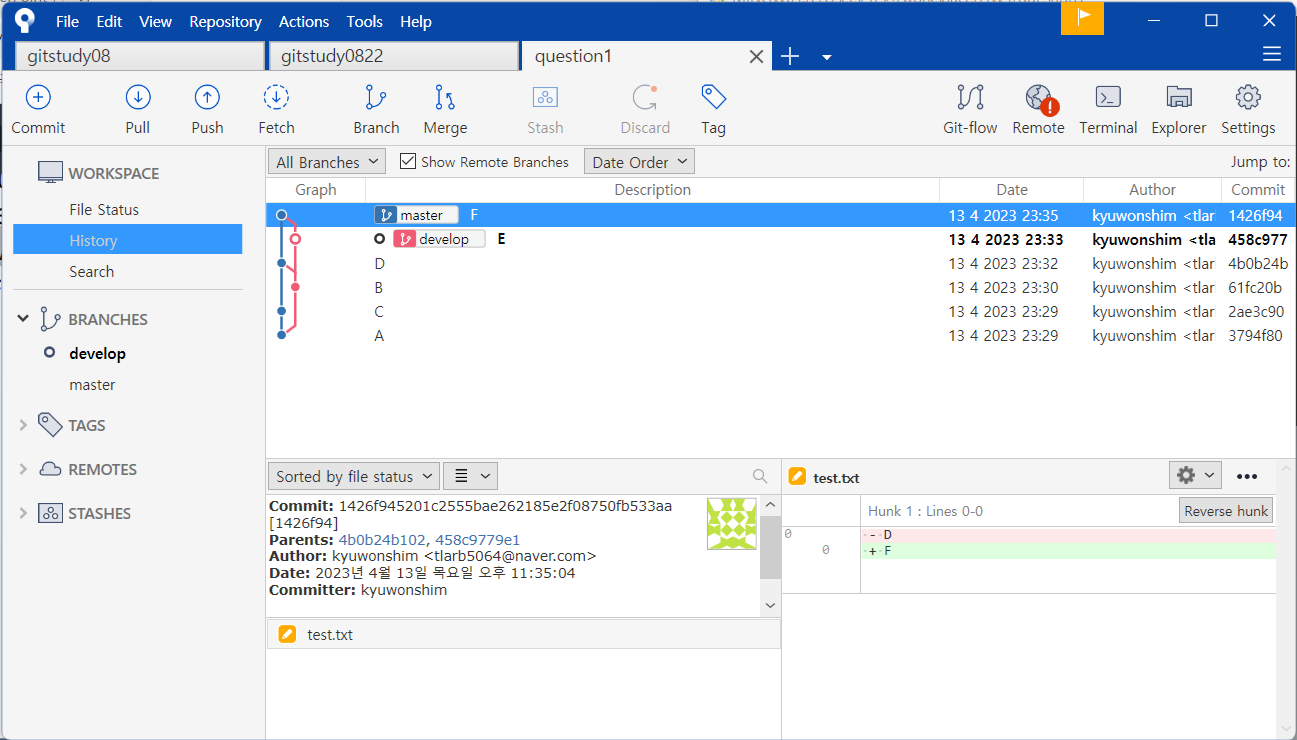 File Edit View Repository Actions Tools Help
gitstudy08 gitstudy0822 question1
Commit Pull Push Fetch Branch Merge Stash Discard Tag Git-flow Remote Terminal Explorer Settings
All Branches Show Remote Branches Date Order Jump to:
WORKSPACE
File Status
History
Search
BRANCHES
develop
master
TAGS
REMOTES
STASHES
Graph Description Date Author Commit
master F 13 4 2023 23:35 kyuwonshim <tlar 1426f94
develop E 13 4 2023 23:33 kyuwonshim <tla 458c977
D 13 4 2023 23:32 kyuwonshim <tlar 4b0b24b
B 13 4 2023 23:30 kyuwonshim <tlar 61fc20b
C 13 4 2023 23:29 kyuwonshim <tlar 2ae3c90
A 13 4 2023 23:29 kyuwonshim <tlar 3794f80
Sorted by file status
Commit: 1426f945201c2555bae262185e2f08750fb533aa
[1426f94]
Parents: 4b0b24b102, 458c9779e1
Author: kyuwonshim <tlarb5064@naver.com>
Date: 2023년 4월 13일 목요일 오후 11:35:04
Committer: kyuwonshim
test.txt
test.txt
Hunk 1 : Lines 0-0 Reverse hunk
0 - D
0 + F